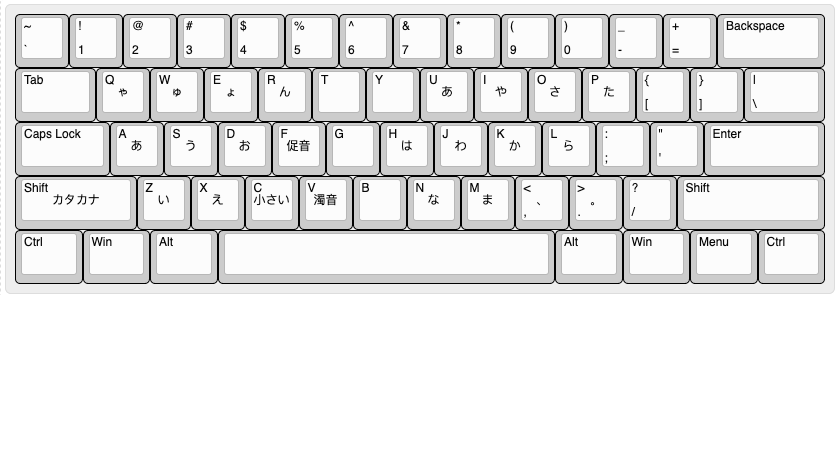 ~ ! @ # $ % ^ & * ( ) _ + Backspace
` 1 2 3 4 5 6 7 8 9 0 - =
Tab Q W E R T Y U I O P { } |
ゃ ゅ ょ ん あ や さ た
[ ] \
Caps Lock A S D F G H J K L : " Enter
あ う お 促音 は わ か ら
; '
Shift Z X C V B N M < > ? Shift
カタカナ い え 小さい 濁音 な ま 、 。
, . /
Ctrl Win Alt Alt Win Menu Ctrl